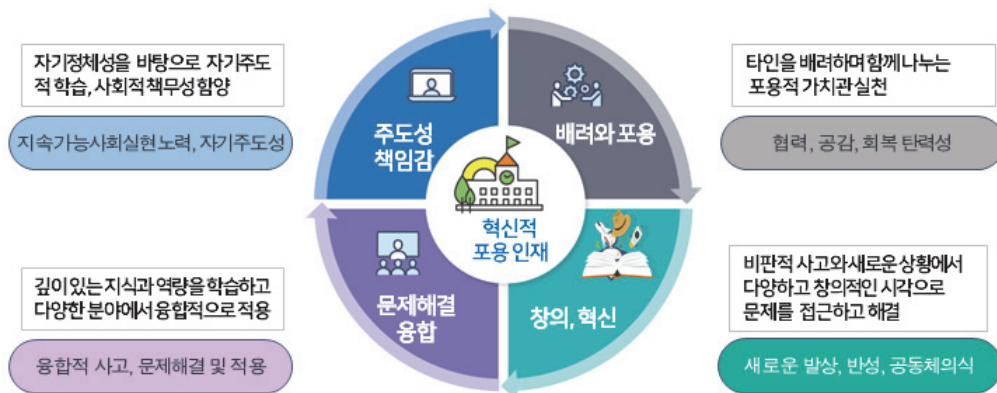 자기정체성을 바탕으로 자기주도
적 학습, 사회적 책무성 함양
지속가능사회실현 노력, 자기주도성
주도성
책임감
배려와 포용
타인을 배려하며 함께 나누는
포용적 가치관 실천
협력, 공감, 회복 탄력성
혁신적
포용 인재
깊이 있는 지식과 역량을 학습하고
다양한 분야에서 융합적으로 적용
융합적 사고, 문제해결 및 적용
문제해결
융합
창의, 혁신
비판적 사고와 새로운 상황에서
다양하고 창의적인 시각으로
문제를 접근하고 해결
새로운 발상, 반성, 공동체의식